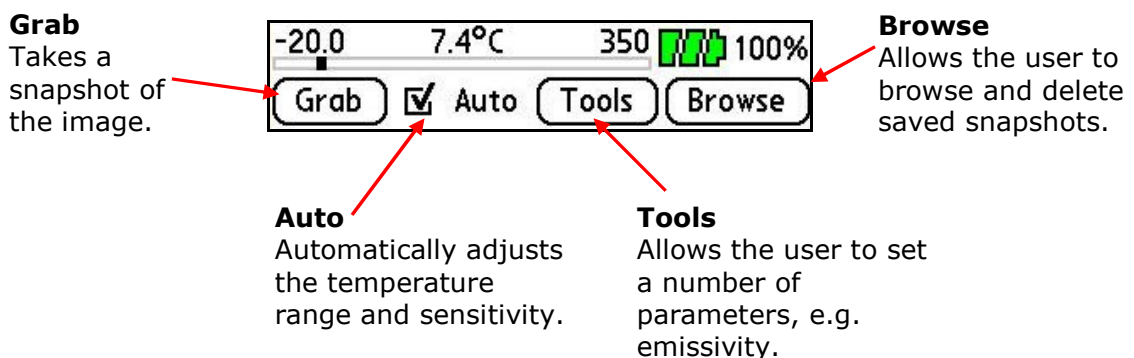 Grab
Takes a
snapshot of
the image.
-20.0 7.4°C 350 100%
Grab Auto Tools Browse
Browse
Allows the user to
browse and delete
saved snapshots.
Auto
Automatically adjusts
the temperature
range and sensitivity.
Tools
Allows the user to set
a number of
parameters, e.g.
emissivity.